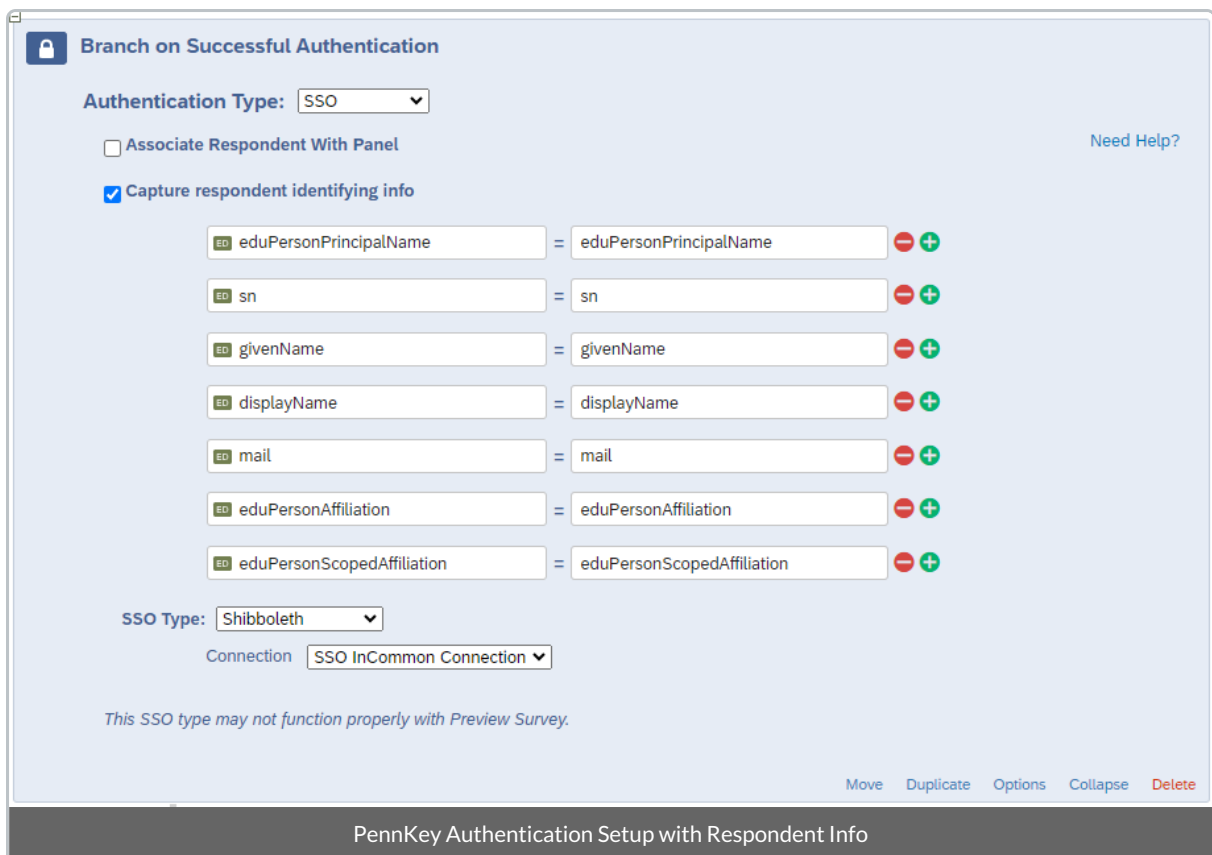 Branch on Successful Authentication
Authentication Type: SSO
Associate Respondent With Panel
Need Help?
Capture respondent identifying info
ED eduPersonPrincipalName = eduPersonPrincipalName
ED sn = sn
ED givenName = givenName
ED displayName = displayName
ED mail = mail
ED eduPersonAffiliation = eduPersonAffiliation
ED eduPersonScopedAffiliation = eduPersonScopedAffiliation
SSO Type: Shibboleth
Connection SSO InCommon Connection
This SSO type may not function properly with Preview Survey.
Move Duplicate Options Collapse Delete
PennKey Authentication Setup with Respondent Info